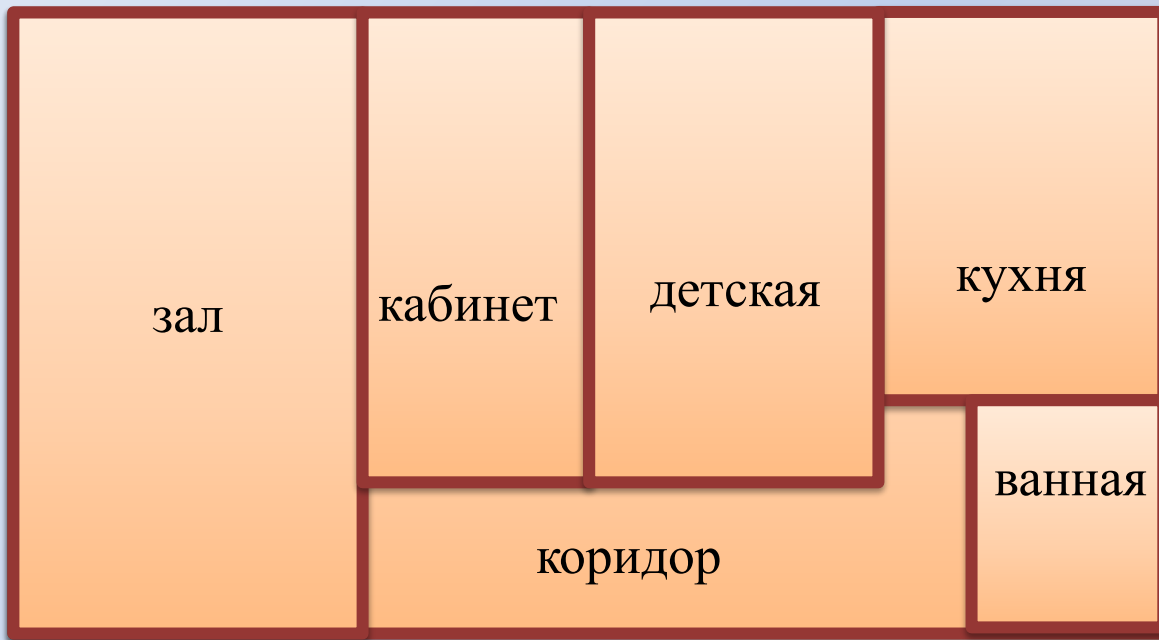 зал
кабинет
детская
кухня
ванная
коридор